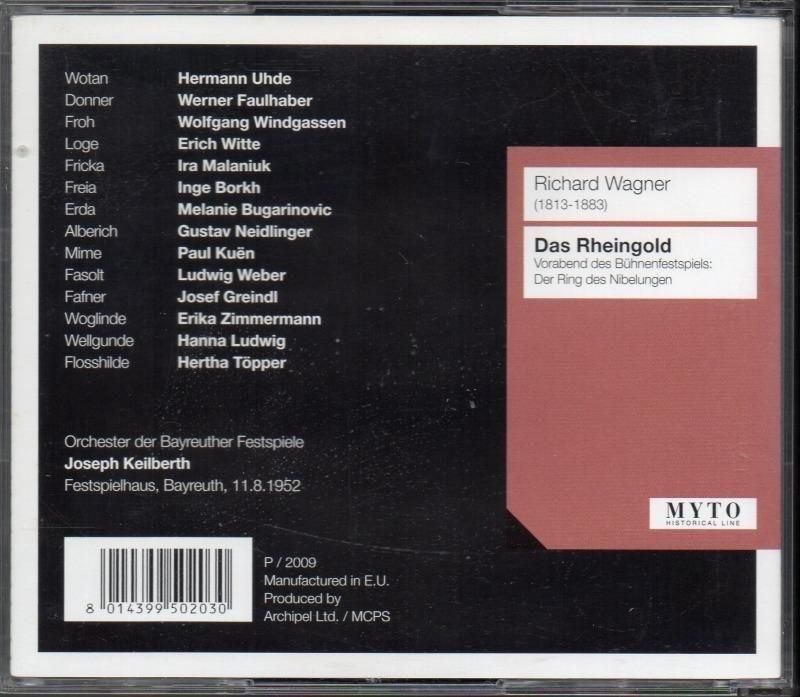 Wotan Hermann Uhde
Donner Werner Faulhaber
Froh Wolfgang Windgassen
Loge Erich Witte
Fricka Ira Malaniuk
Freia Inge Borkh
Erda Melanie Bugarinovic
Alberich Gustav Neidlinger
Mime Paul Kuën
Fasolt Ludwig Weber
Fafner Josef Greindl
Woglinde Erika Zimmermann
Wellgunde Hanna Ludwig
Flosshilde Hertha Töpper
Orchester der Bayreuther Festspiele
Joseph Keilberth
Festspielhaus, Bayreuth, 11.8.1952
Richard Wagner
(1813-1883)
Das Rheingold
Vorabend des Bühnenfestspiels:
Der Ring des Nibelungen
MYTO
HISTORICAL LINE
8 014399 502030
P / 2009
Manufactured in E.U.
Produced by
Archipel Ltd. / MCPS